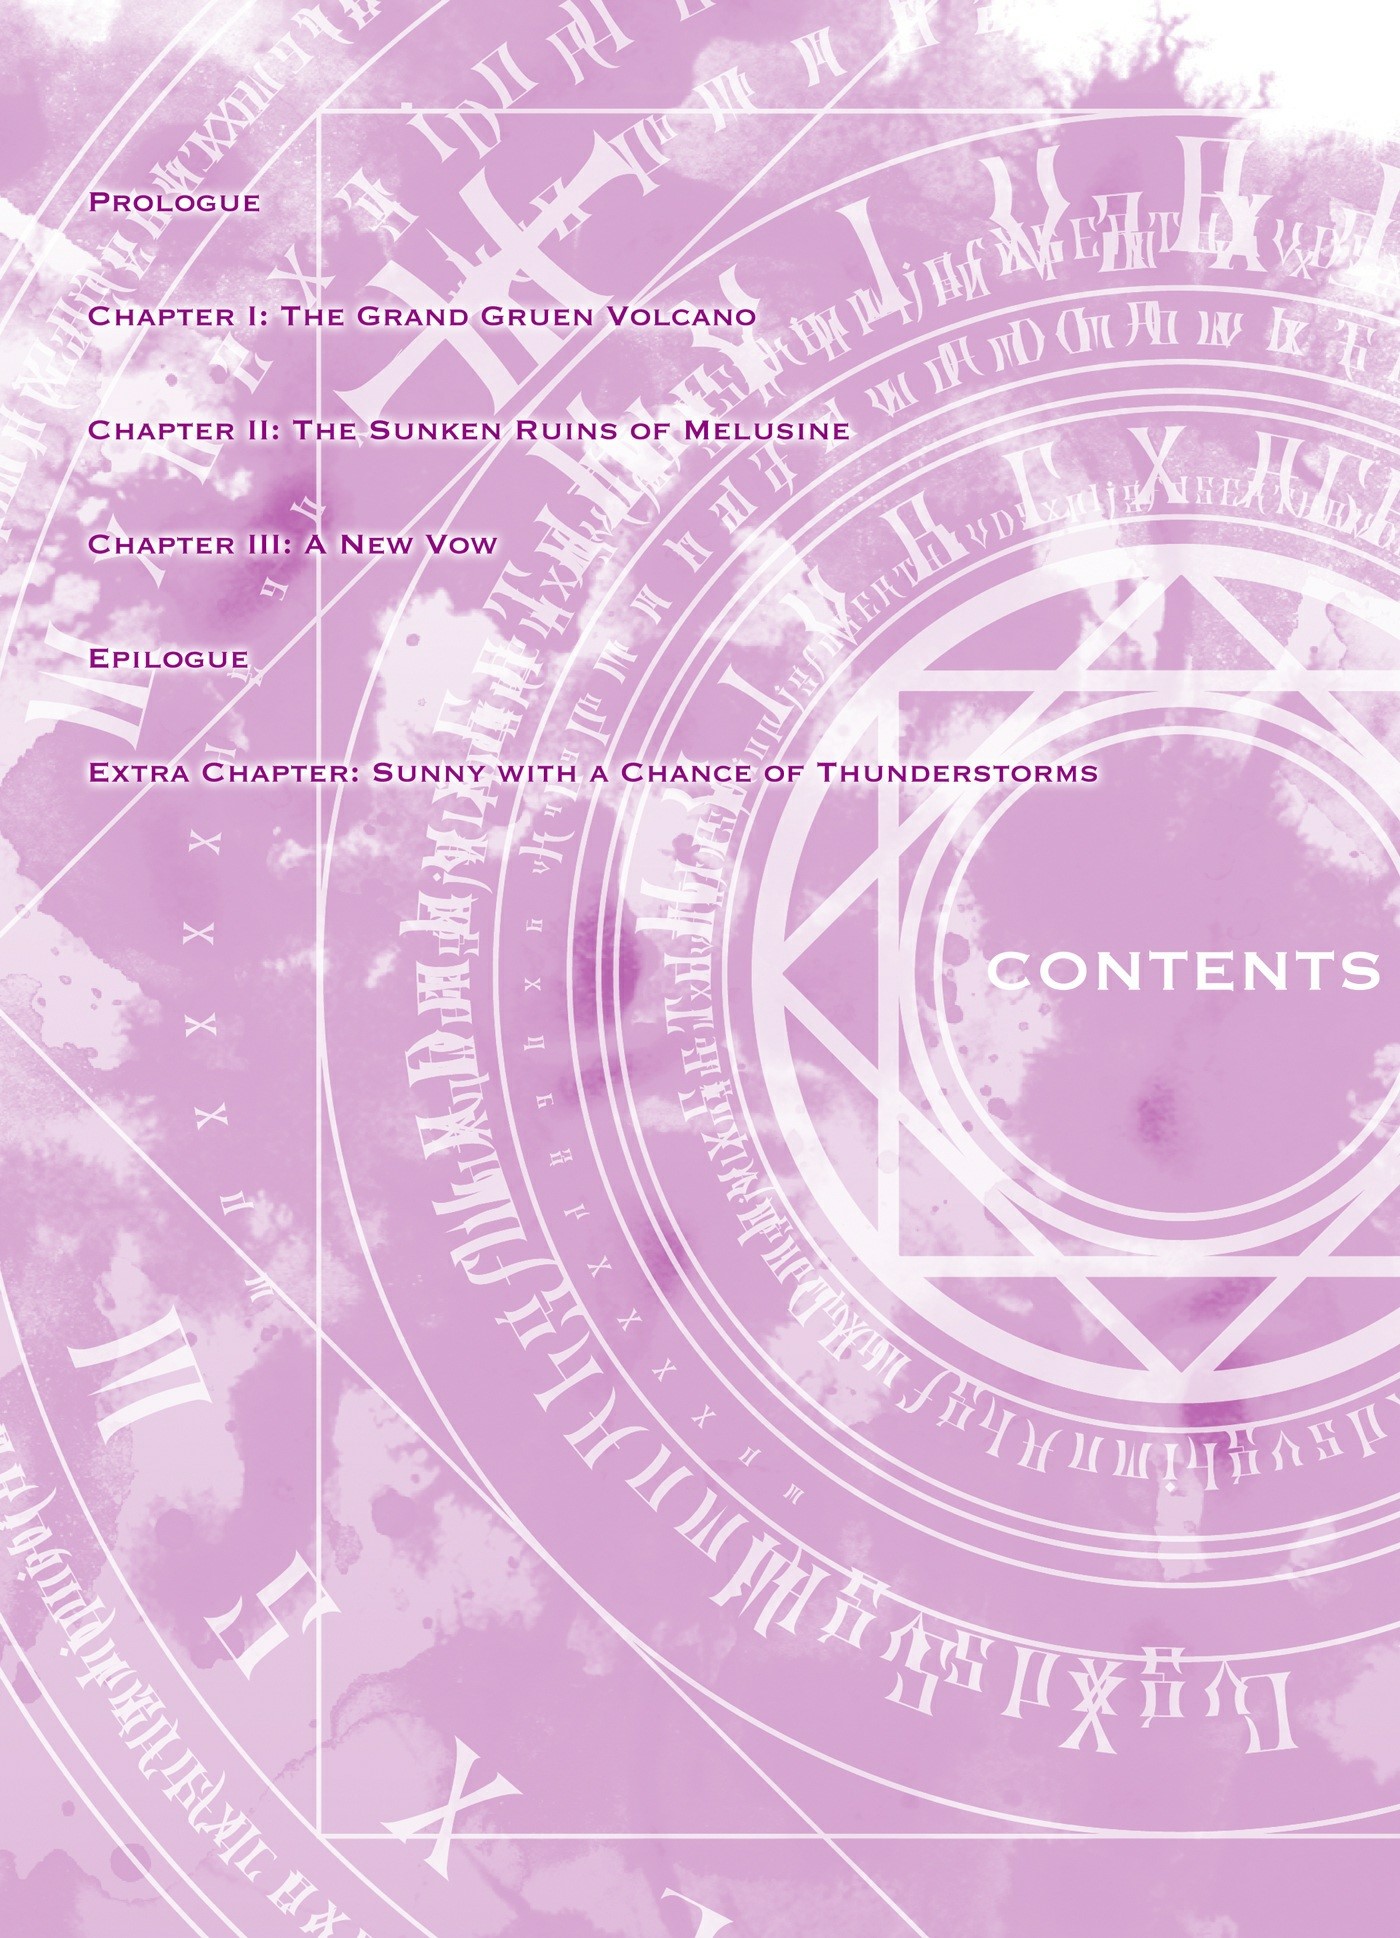 Prologue
Chapter I: The Grand Gruen Volcano
Chapter II: The Sunken Ruins of Melusine
Chapter III: A New Vow
Epilogue
Extra Chapter: Sunny with a Chance of Thunderstorms
CONTENTS